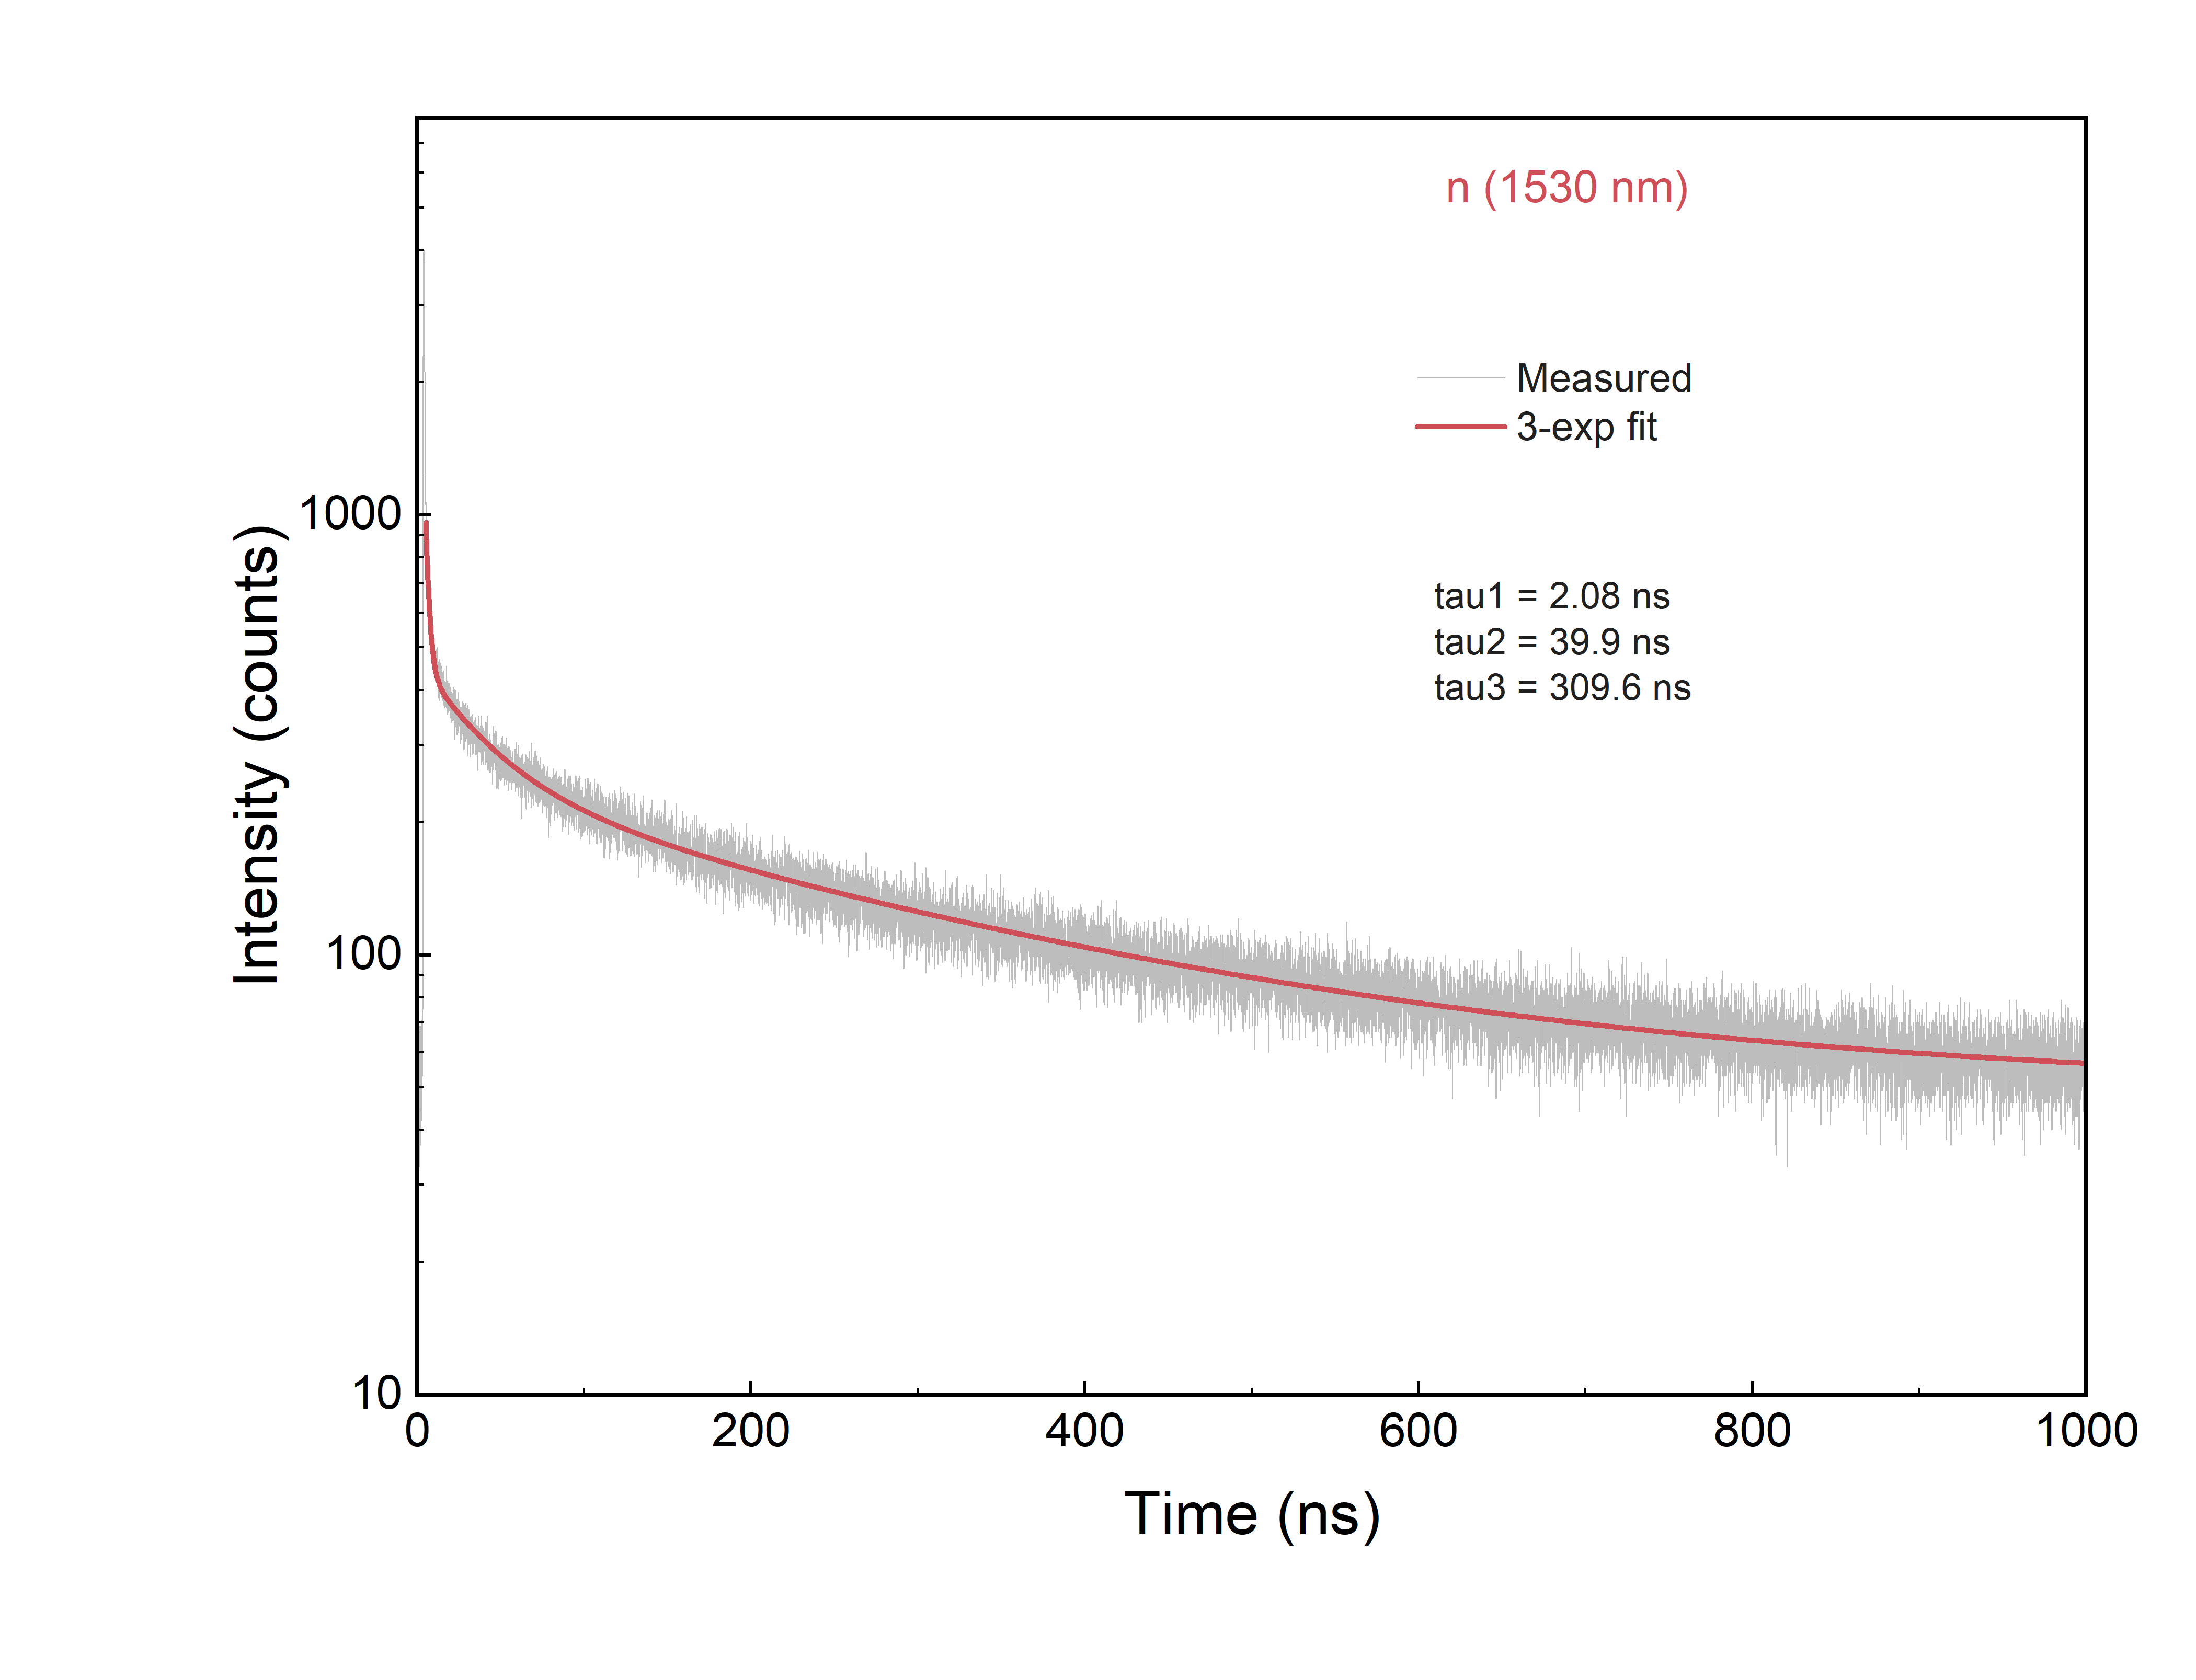 n (1530 nm)
Measured
3-exp fit
tau1 = 2.08 ns
tau2 = 39.9 ns
tau3 = 309.6 ns
Intensity (counts)
1000
100
10
0
200
400
600
800
1000
Time (ns)